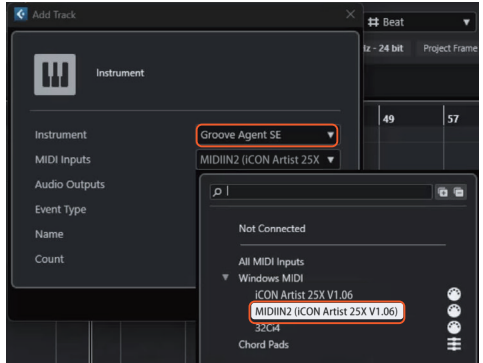 Add Track
Beat
Instrument
tz - 24 bit Project Frame
49 57
Instrument Groove Agent SE
MIDI Inputs MIDIIN2 (iCON Artist 25X
Audio Outputs
Event Type
Name
Count
Not Connected
All MIDI Inputs
Windows MIDI
iCON Artist 25X V1.06
MIDIIN2 (iCON Artist 25X V1.06)
32Ci4
Chord Pads